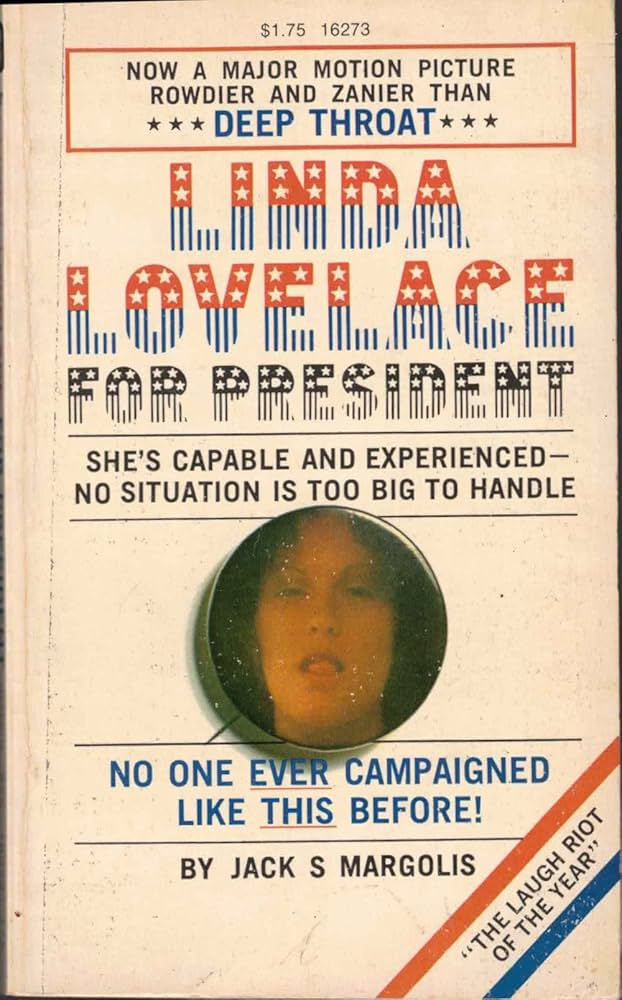 $1.75 16273
NOW A MAJOR MOTION PICTURE
ROWDIER AND ZANIER THAN
★★★DEEP THROAT★★★
LINDA
LOVELACE
FOR PRESIDENT
SHE'S CAPABLE AND EXPERIENCED—
NO SITUATION IS TOO BIG TO HANDLE
NO ONE EVER CAMPAIGNED
LIKE THIS BEFORE!
BY JACK S MARGOLIS
"THE LAUGH RIOT
OF THE YEAR"